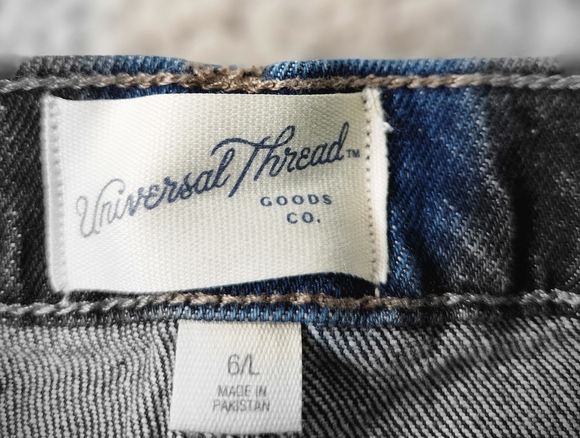 Universal Thread™
GOODS
CO.
6/L
MADE IN
PAKISTAN